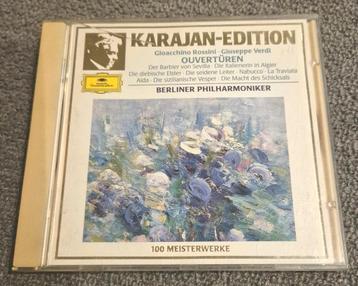 KARAJAN-EDITION
Gioacchino Rossini · Giuseppe Verdi
OUVERTÜREN
Der Barbier von Sevilla · Die Italienerin in Algier
Die diebische Elster · Die seidene Leiter · Nabucco · La Traviata
Aida · Die sizilianische Vesper · Die Macht des Schicksals
BERLINER PHILHARMONIKER
100 MEISTERWERKE